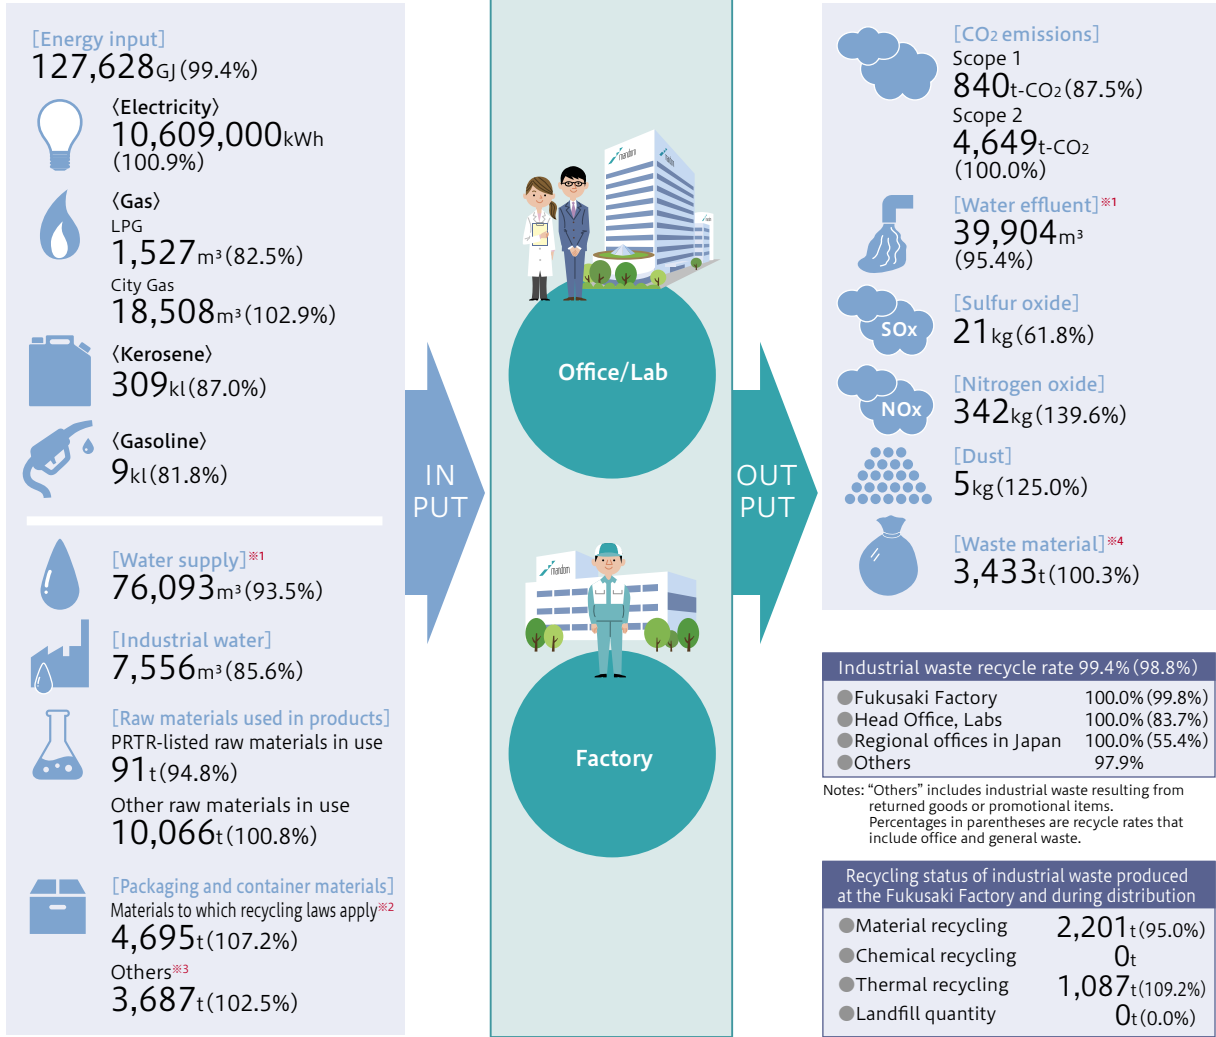 [Energy input]
127,628GJ(99.4%)
〈Electricity〉
10,609,000kWh
(100.9%)
〈Gas〉
LPG
1,527m³(82.5%)
City Gas
18,508m³(102.9%)
〈Kerosene〉
309kl(87.0%)
〈Gasoline〉
9kl(81.8%)
[Water supply]※1
76,093m³(93.5%)
[Industrial water]
7,556m³(85.6%)
[Raw materials used in products]
PRTR-listed raw materials in use
91t(94.8%)
Other raw materials in use
10,066t(100.8%)
[Packaging and container materials]
Materials to which recycling laws apply※2
4,695t(107.2%)
Others※3
3,687t(102.5%)
IN
PUT
mandom
mandom
mandom
Office/Lab
mandom
Factory
OUT
PUT
[CO2 emissions]
Scope 1
840t-CO2(87.5%)
Scope 2
4,649t-CO2
(100.0%)
[Water effluent]※1
39,904m³
(95.4%)
[Sulfur oxide]
SOx
21kg(61.8%)
[Nitrogen oxide]
NOx
342kg(139.6%)
[Dust]
5kg(125.0%)
[Waste material]※4
3,433t(100.3%)
Industrial waste recycle rate 99.4%(98.8%)
●Fukusaki Factory 100.0%(99.8%)
●Head Office, Labs 100.0%(83.7%)
●Regional offices in Japan 100.0%(55.4%)
●Others 97.9%
Notes: “Others” includes industrial waste resulting from
returned goods or promotional items.
Percentages in parentheses are recycle rates that
include office and general waste.
Recycling status of industrial waste produced
at the Fukusaki Factory and during distribution
●Material recycling 2,201t(95.0%)
●Chemical recycling 0t
●Thermal recycling 1,087t(109.2%)
●Landfill quantity 0t(0.0%)